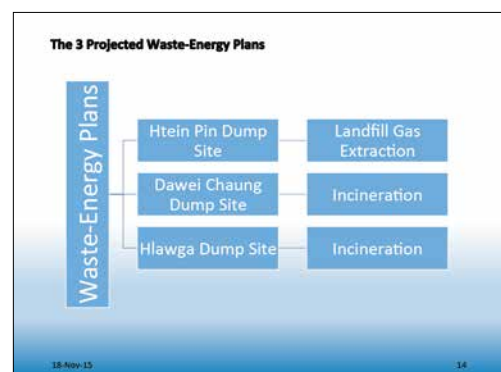 The 3 Projected Waste-Energy Plans
Waste-Energy Plans
Htein Pin Dump
Site
Landfill Gas
Extraction
Dawei Chaung
Dump Site
Incineration
Hlawga Dump Site
Incineration
18-Nov-15
14